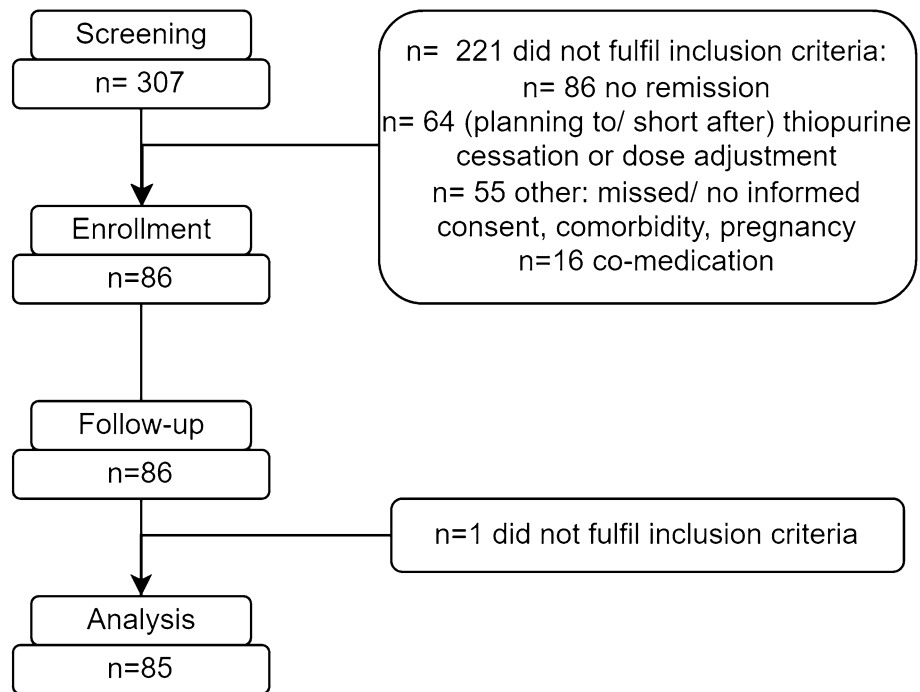 Screening
n= 307
n=  221 did not fulfil inclusion criteria:
n= 86 no remission
n= 64 (planning to/ short after) thiopurine
cessation or dose adjustment
n= 55 other: missed/ no informed
consent, comorbidity, pregnancy
n=16 co-medication
Enrollment
n=86
Follow-up
n=86
n=1 did not fulfil inclusion criteria
Analysis
n=85